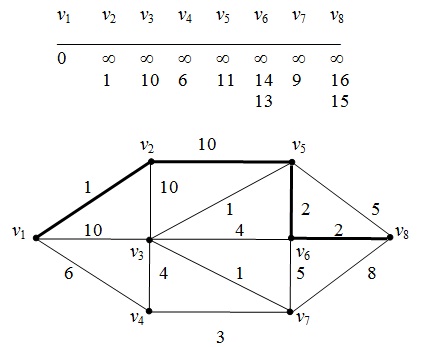 v1 v2 v3 v4 v5 v6 v7 v8
0 ∞ ∞ ∞ ∞ ∞ ∞ ∞
1 10 6 11 14 9 16
13 15
10
v2 v5
1 10 1 2 5
v1 10 4 2 v8
v3 v6
6 4 1 5 8
v4 v7
3